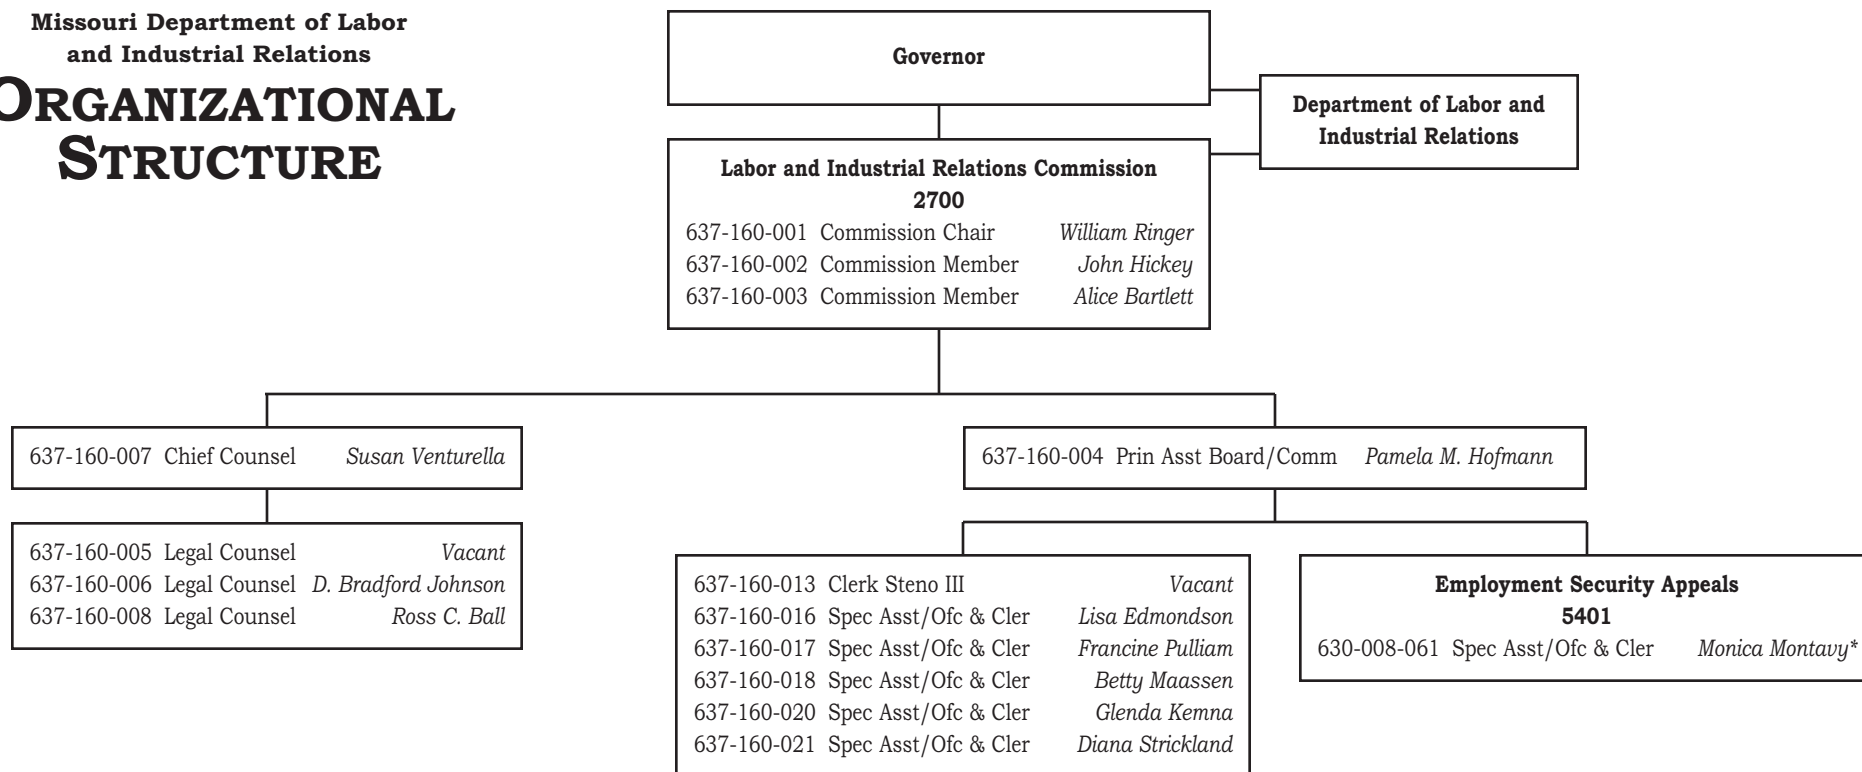 Missouri Department of Labor
and Industrial Relations
ORGANIZATIONAL
STRUCTURE
Governor
Department of Labor and
Industrial Relations
Labor and Industrial Relations Commission
2700
637-160-001 Commission Chair William Ringer
637-160-002 Commission Member John Hickey
637-160-003 Commission Member Alice Bartlett
637-160-007 Chief Counsel Susan Venturella
637-160-004 Prin Asst Board/Comm Pamela M. Hofmann
637-160-005 Legal Counsel Vacant
637-160-006 Legal Counsel D. Bradford Johnson
637-160-008 Legal Counsel Ross C. Ball
637-160-013 Clerk Steno III Vacant
637-160-016 Spec Asst/Ofc & Cler Lisa Edmondson
637-160-017 Spec Asst/Ofc & Cler Francine Pulliam
637-160-018 Spec Asst/Ofc & Cler Betty Maassen
637-160-020 Spec Asst/Ofc & Cler Glenda Kemna
637-160-021 Spec Asst/Ofc & Cler Diana Strickland
Employment Security Appeals
5401
630-008-061 Spec Asst/Ofc & Cler Monica Montavy*